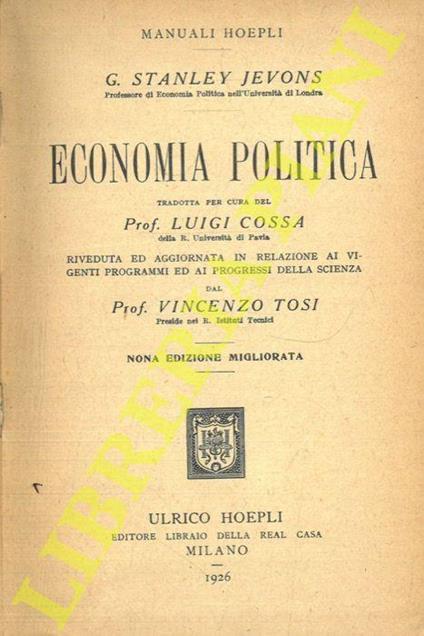 MANUALI HOEPLI
G. STANLEY JEVONS
Professore di Economia Politica nell'Università di Londra
ECONOMIA POLITICA
TRADOTTA PER CURA DEL
Prof. LUIGI COSSA
della R. Università di Pavia
RIVEDUTA ED AGGIORNATA IN RELAZIONE AI VI-
GENTI PROGRAMMI ED AI PROGRESSI DELLA SCIENZA
DAL
Prof. VINCENZO TOSI
Preside nei R. Istituti Tecnici
NONA EDIZIONE MIGLIORATA
ULRICO HOEPLI
EDITORE LIBRAIO DELLA REAL CASA
MILANO
1926
LIBRERIA PIANI